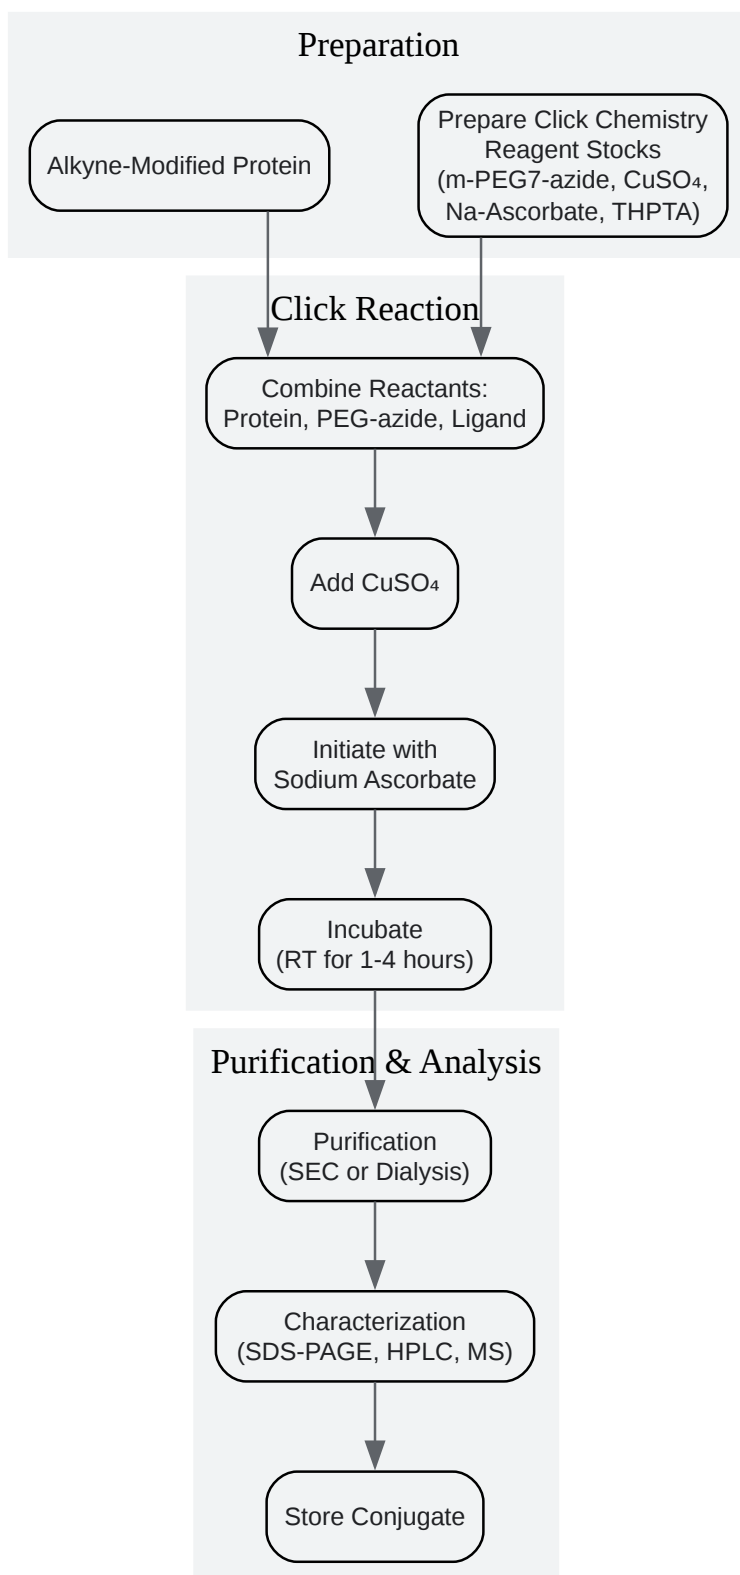 Preparation
Alkyne-Modified Protein
Prepare Click Chemistry
Reagent Stocks
(m-PEG7-azide, CuSO₄,
Na-Ascorbate, THPTA)
Click Reaction
Combine Reactants:
Protein, PEG-azide, Ligand
Add CuSO₄
Initiate with
Sodium Ascorbate
Incubate
(RT for 1-4 hours)
Purification & Analysis
Purification
(SEC or Dialysis)
Characterization
(SDS-PAGE, HPLC, MS)
Store Conjugate